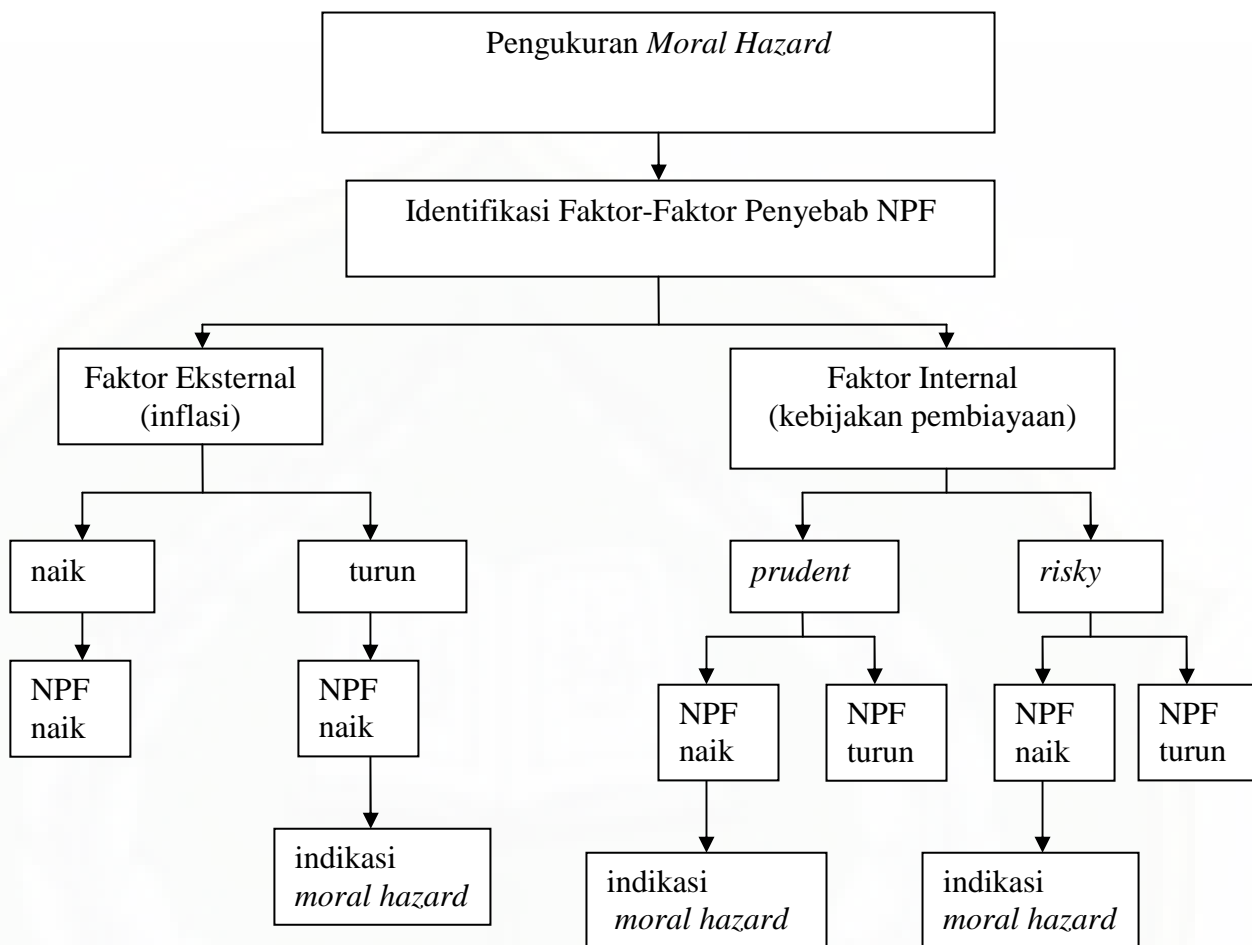 Pengukuran Moral Hazard
Identifikasi Faktor-Faktor Penyebab NPF
Faktor Eksternal
(inflasi)
Faktor Internal
(kebijakan pembiayaan)
naik
turun
prudent
risky
NPF
naik
NPF
naik
NPF
naik
NPF
turun
NPF
naik
NPF
turun
indikasi
moral hazard
indikasi
moral hazard
indikasi
moral hazard